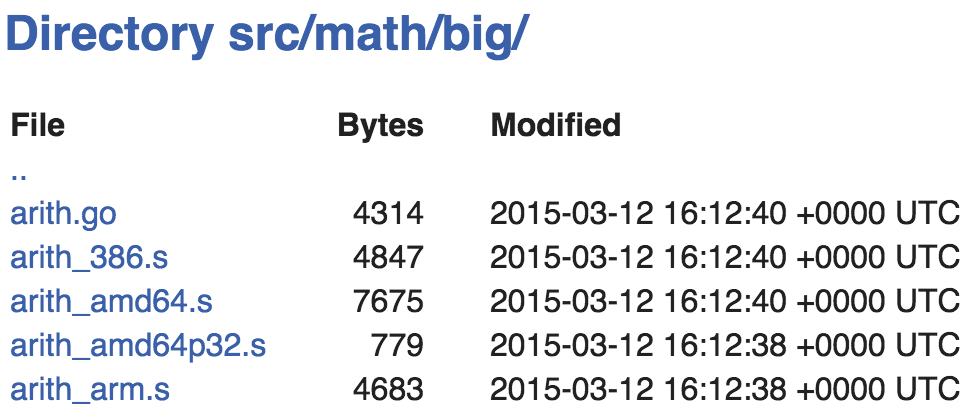 Directory src/math/big/
File Bytes Modified
..
arith.go 4314 2015-03-12 16:12:40 +0000 UTC
arith_386.s 4847 2015-03-12 16:12:40 +0000 UTC
arith_amd64.s 7675 2015-03-12 16:12:40 +0000 UTC
arith_amd64p32.s 779 2015-03-12 16:12:38 +0000 UTC
arith_arm.s 4683 2015-03-12 16:12:38 +0000 UTC